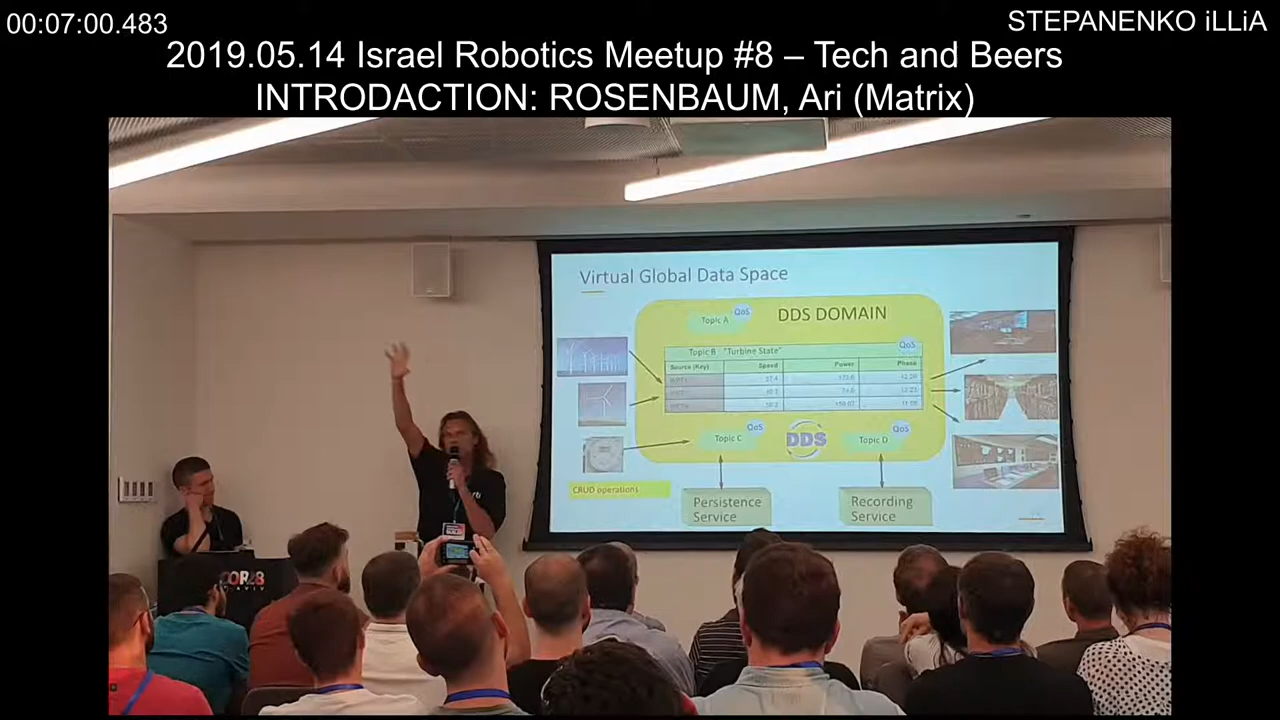 00:07:00.483
STEPANENKO iLLiA
2019.05.14 Israel Robotics Meetup #8 – Tech and Beers
INTRODACTION: ROSENBAUM, Ari (Matrix)
Virtual Global Data Space
Topic A
QoS
DDS DOMAIN
Topic B "Turbine State"
QoS
Source (Key)
Speed
Power
Phase
Topic C
QoS
DDS
Topic D
QoS
CRUD operations
Persistence
Service
Recording
Service